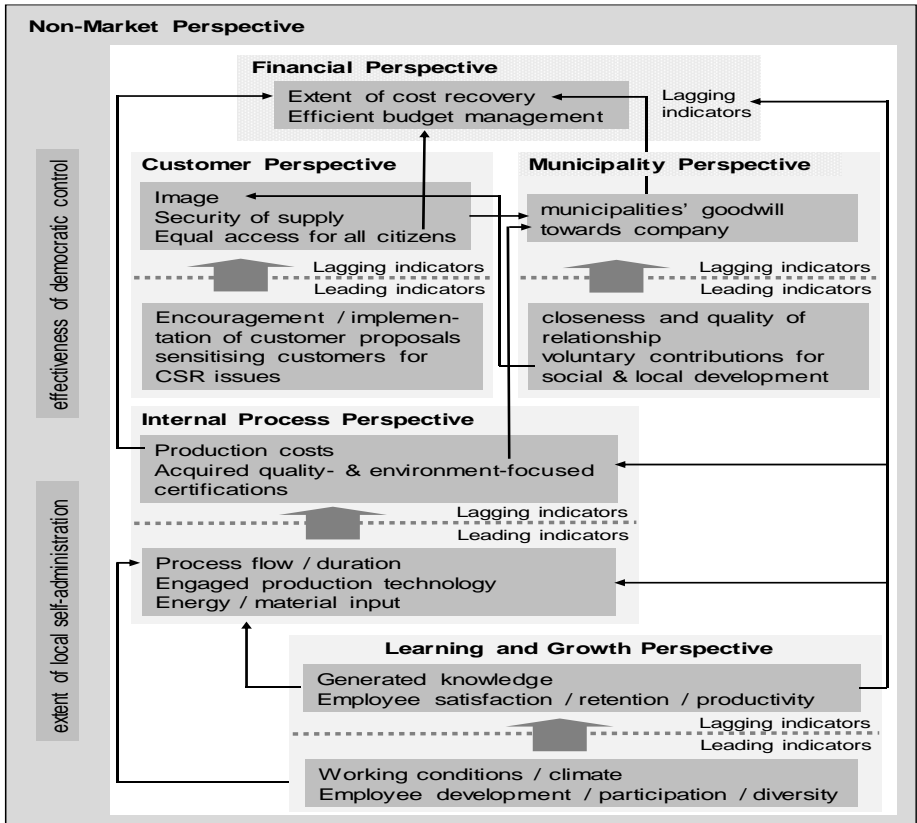 Non-Market Perspective
effectiveness of democratic control
extent of local self-administration
Financial Perspective
Extent of cost recovery
Efficient budget management
Lagging
indicators
Customer Perspective
Image
Security of supply
Equal access for all citizens
Lagging indicators
Leading indicators
Encouragement / implemen-
tation of customer proposals
sensitising customers for
CSR issues
Municipality Perspective
municipalities' goodwill
towards company
Lagging indicators
Leading indicators
closeness and quality of
relationship
voluntary contributions for
social & local development
Internal Process Perspective
Production costs
Acquired quality- & environment-focused
certifications
Lagging indicators
Leading indicators
Process flow / duration
Engaged production technology
Energy / material input
Learning and Growth Perspective
Generated knowledge
Employee satisfaction / retention / productivity
Lagging indicators
Leading indicators
Working conditions / climate
Employee development / participation / diversity